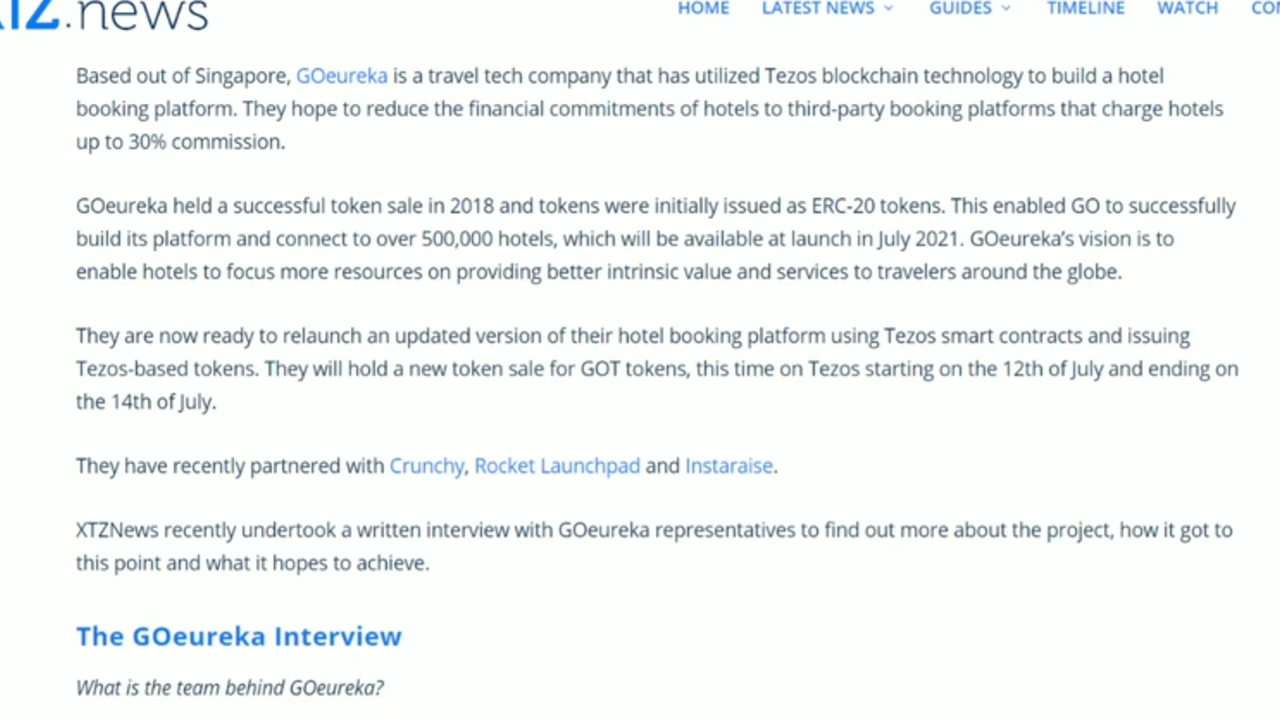 XTZ.news
HOME LATEST NEWS GUIDES TIMELINE WATCH
Based out of Singapore, GOeureka is a travel tech company that has utilized Tezos blockchain technology to build a hotel
booking platform. They hope to reduce the financial commitments of hotels to third-party booking platforms that charge hotels
up to 30% commission.
GOeureka held a successful token sale in 2018 and tokens were initially issued as ERC-20 tokens. This enabled GO to successfully
build its platform and connect to over 500,000 hotels, which will be available at launch in July 2021. GOeureka's vision is to
enable hotels to focus more resources on providing better intrinsic value and services to travelers around the globe.
They are now ready to relaunch an updated version of their hotel booking platform using Tezos smart contracts and issuing
Tezos-based tokens. They will hold a new token sale for GOT tokens, this time on Tezos starting on the 12th of July and ending on
the 14th of July.
They have recently partnered with Crunchy, Rocket Launchpad and Instaraise.
XTZNews recently undertook a written interview with GOeureka representatives to find out more about the project, how it got to
this point and what it hopes to achieve.
The GOeureka Interview
What is the team behind GOeureka?